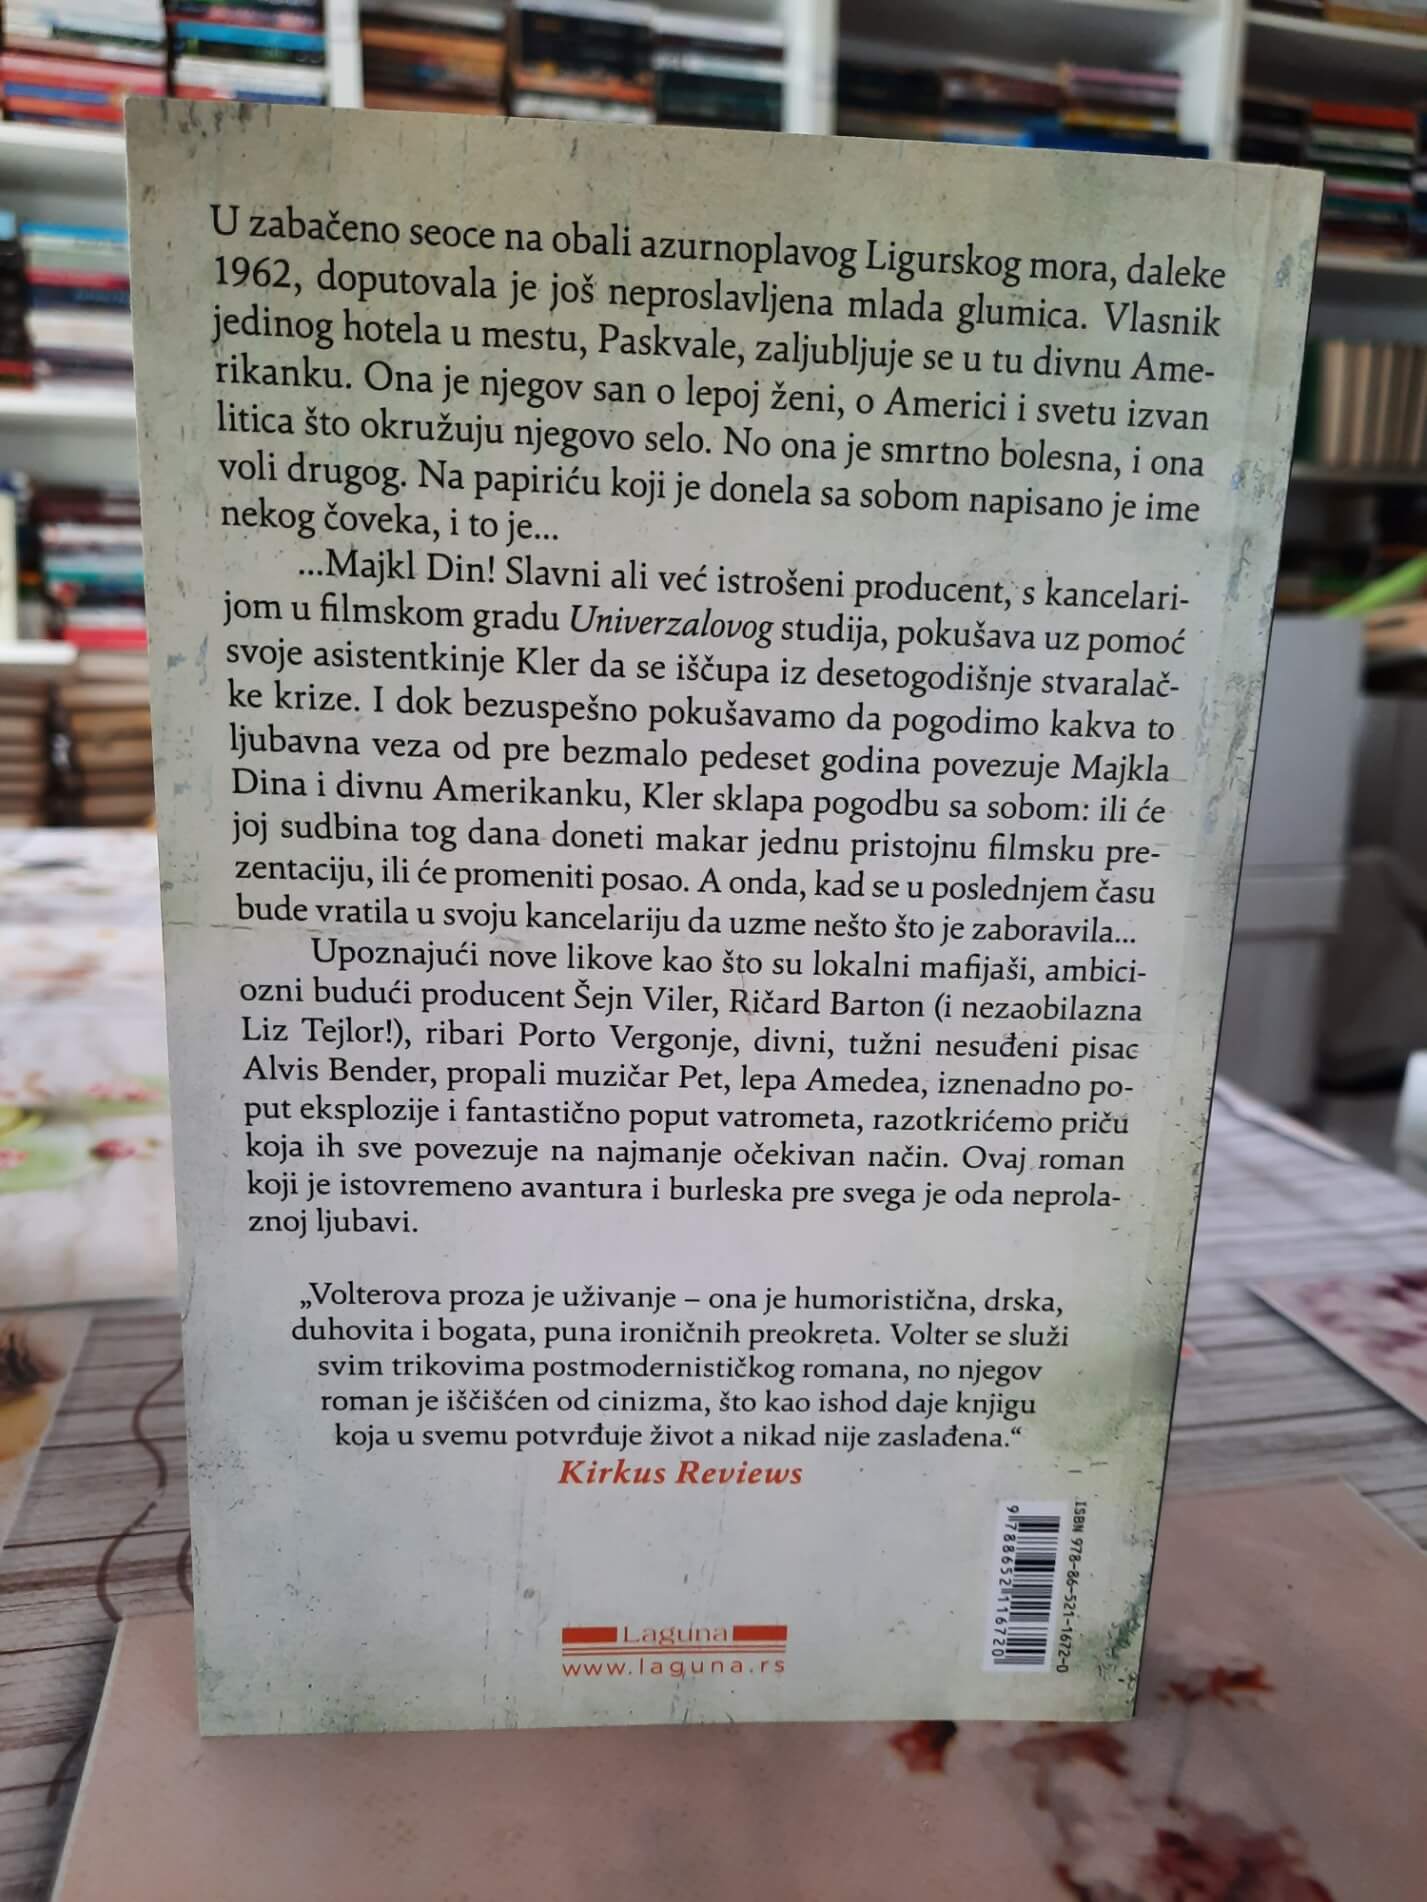 U zabačeno seoce na obali azurnoplavog Ligurskog mora, daleke
1962, doputovala je još neproslavljena mlada glumica. Vlasnik
jedinog hotela u mestu, Paskvale, zaljubljuje se u tu divnu Ame-
rikanku. Ona je njegov san o lepoj ženi, o Americi i svetu izvan
litica što okružuju njegovo selo. No ona je smrtno bolesna, i ona
voli drugog. Na papiriću koji je donela sa sobom napisano je ime
nekog čoveka, i to je...
...Majkl Din! Slavni ali već istrošeni producent, s kancelari-
jom u filmskom gradu Univerzalovog studija, pokušava uz pomoć
svoje asistentkinje Kler da se iščupa iz desetogodišnje stvaralač-
ke krize. I dok bezuspešno pokušavamo da pogodimo kakva to
ljubavna veza od pre bezmalo pedeset godina povezuje Majkla
Dina i divnu Amerikanku, Kler sklapa pogodbu sa sobom: ili će
joj sudbina tog dana doneti makar jednu pristojnu filmsku pre-
zentaciju, ili će promeniti posao. A onda, kad se u poslednjem času
bude vratila u svoju kancelariju da uzme nešto što je zaboravila...
Upoznajući nove likove kao što su lokalni mafijaši, ambici-
ozni budući producent Šejn Viler, Ričard Barton (i nezaobilazna
Liz Tejlor!), ribari Porto Vergonje, divni, tužni nesuđeni pisac
Alvis Bender, propali muzičar Pet, lepa Amedea, iznenadno po-
put eksplozije i fantastično poput vatrometa, razotkrićemo priču
koja ih sve povezuje na najmanje očekivan način. Ovaj roman
koji je istovremeno avantura i burleska pre svega je oda neprola-
znoj ljubavi.
„Volterova proza je uživanje – ona je humoristična, drska,
duhovita i bogata, puna ironičnih preokreta. Volter se služi
svim trikovima postmodernističkog romana, no njegov
roman je iščišćen od cinizma, što kao ishod daje knjigu
koja u svemu potvrđuje život a nikad nije zaslađena.“
Kirkus Reviews
ISBN 978-86-521-1672-0
9 788652 116720
Laguna
www.laguna.rs